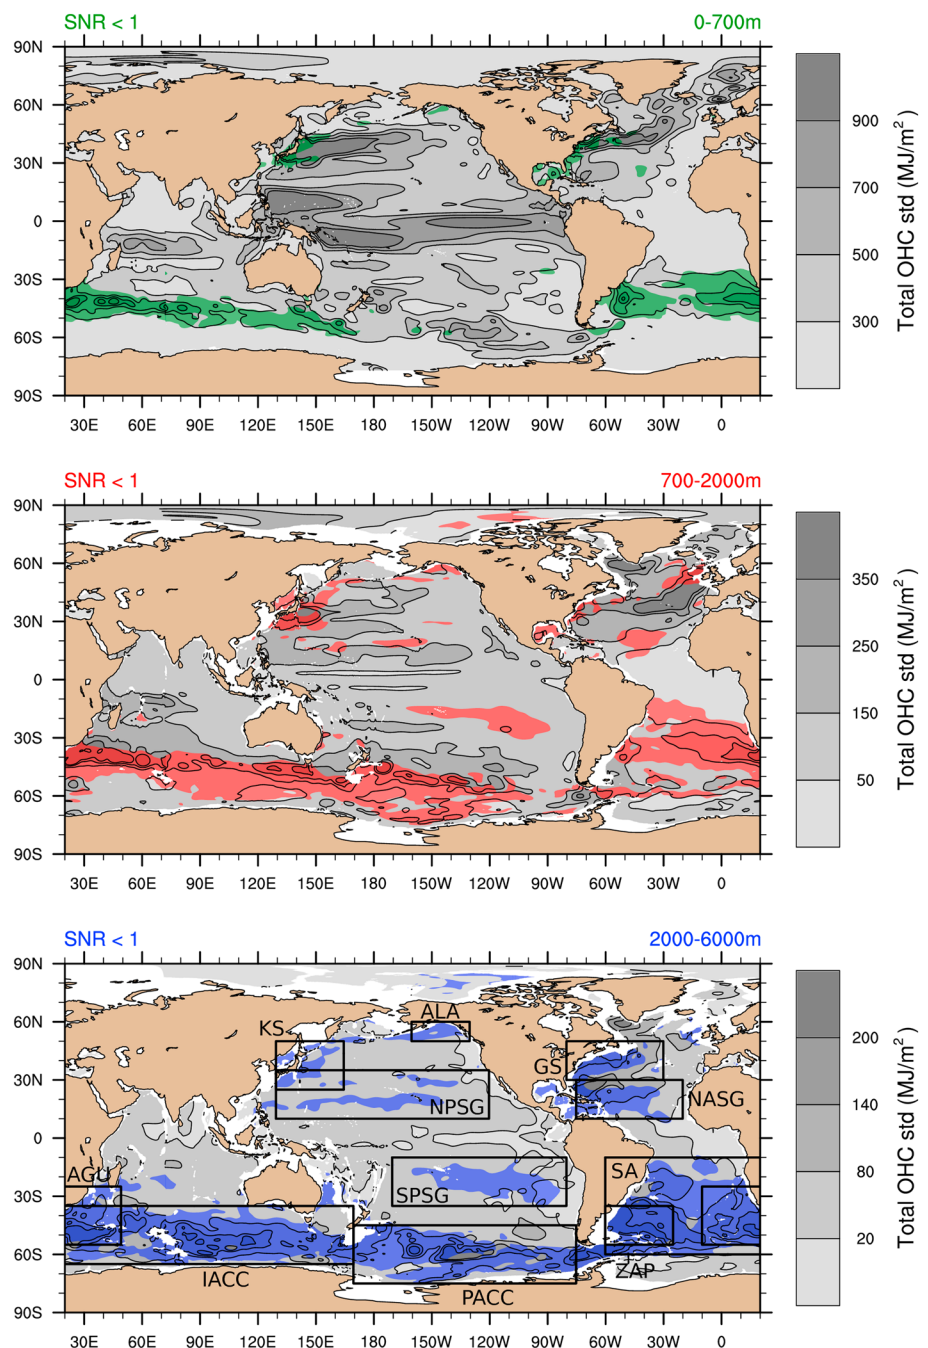 SNR < 1 0-700m
90N
60N
30N
0
30S
60S
90S
30E 60E 90E 120E 150E 180 150W 120W 90W 60W 30W 0
900
700
500
300
Total OHC std (MJ/m²)
SNR < 1 700-2000m
90N
60N
30N
0
30S
60S
90S
30E 60E 90E 120E 150E 180 150W 120W 90W 60W 30W 0
350
250
150
50
Total OHC std (MJ/m²)
SNR < 1 2000-6000m
90N
60N
30N
0
30S
60S
90S
ALA
KS
GS
NPSG
NASG
AGU
SPSG
SA
IACC
ZAP
PACC
30E 60E 90E 120E 150E 180 150W 120W 90W 60W 30W 0
200
140
80
20
Total OHC std (MJ/m²)